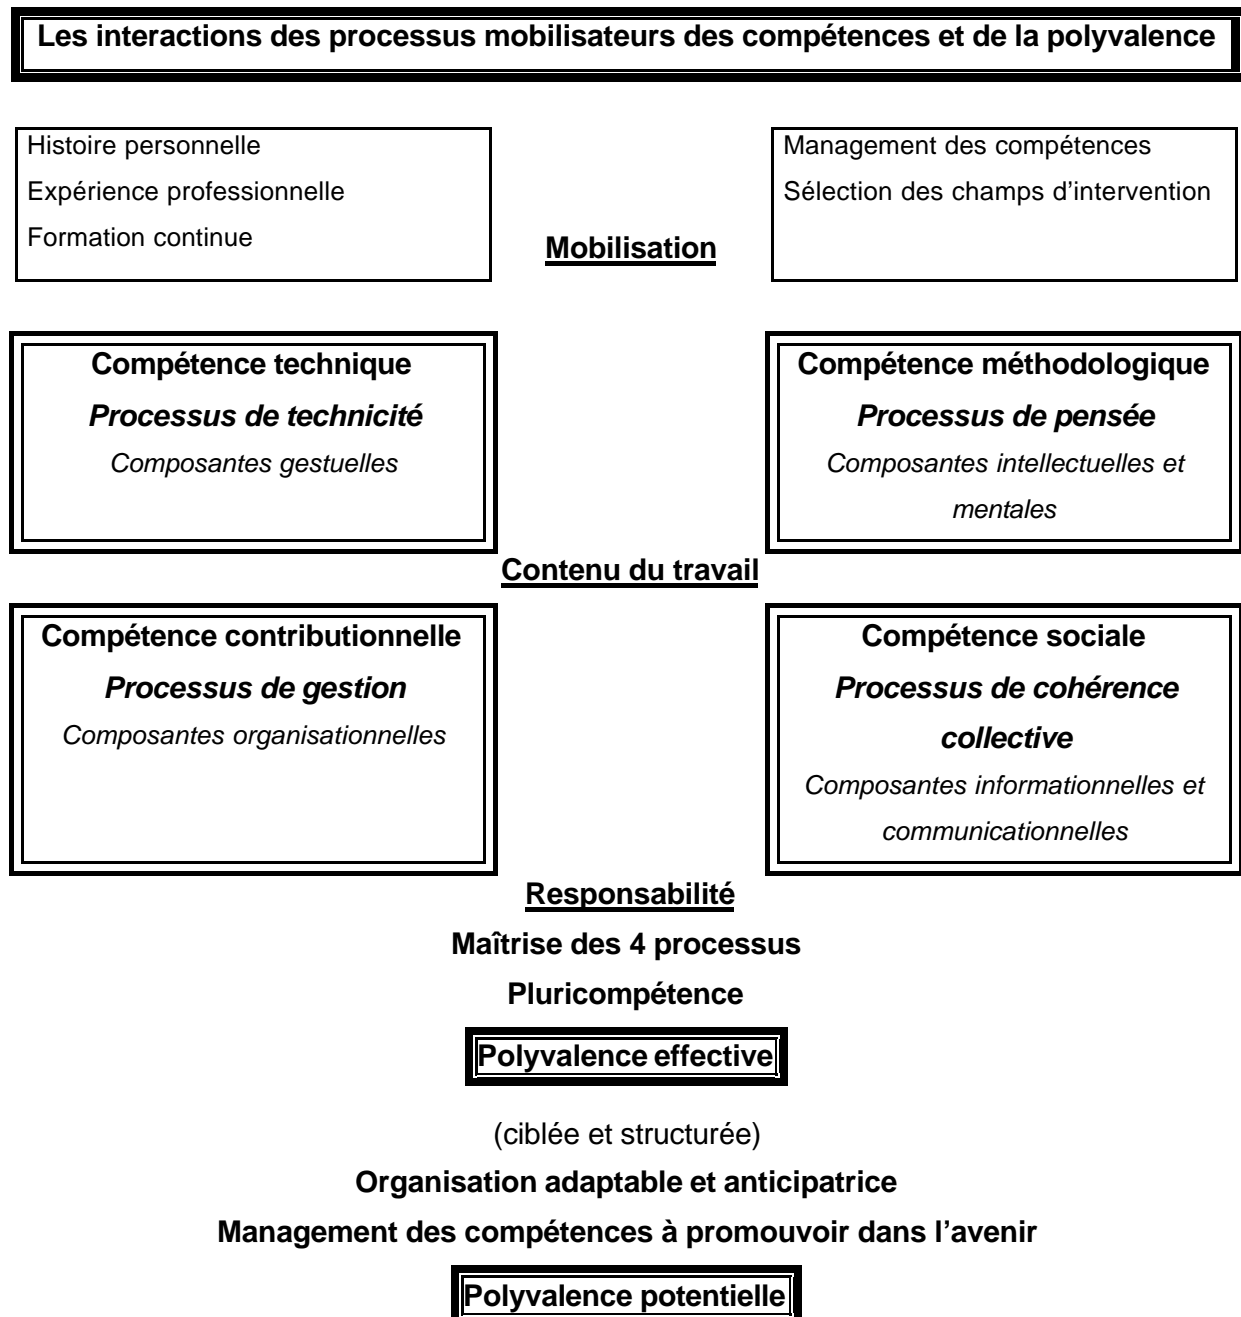 Les interactions des processus mobilisateurs des compétences et de la polyvalence
Histoire personnelle
Expérience professionnelle
Formation continue
Mobilisation
Management des compétences
Sélection des champs d’intervention
Compétence technique
Processus de technicité
Composantes gestuelles
Compétence méthodologique
Processus de pensée
Composantes intellectuelles et
mentales
Contenu du travail
Compétence contributionnelle
Processus de gestion
Composantes organisationnelles
Compétence sociale
Processus de cohérence
collective
Composantes informationnelles et
communicationnelles
Responsabilité
Maîtrise des 4 processus
Pluricompétence
Polyvalence effective
(ciblée et structurée)
Organisation adaptable et anticipatrice
Management des compétences à promouvoir dans l’avenir
Polyvalence potentielle